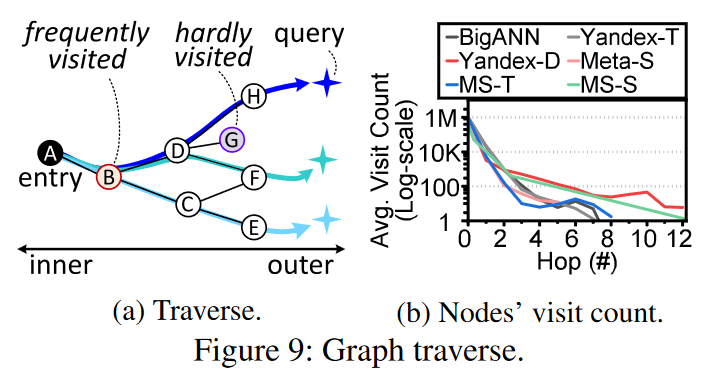 frequently visited
hardly visited
query
A
entry
B
D
G
H
F
C
E
inner
outer
(a) Traverse.
BigANN
Yandex-T
Yandex-D
Meta-S
MS-T
MS-S
Avg. Visit Count
(Log-scale)
1M
10K
100
1
0 2 4 6 8 10 12
Hop (#)
(b) Nodes' visit count.
Figure 9: Graph traverse.